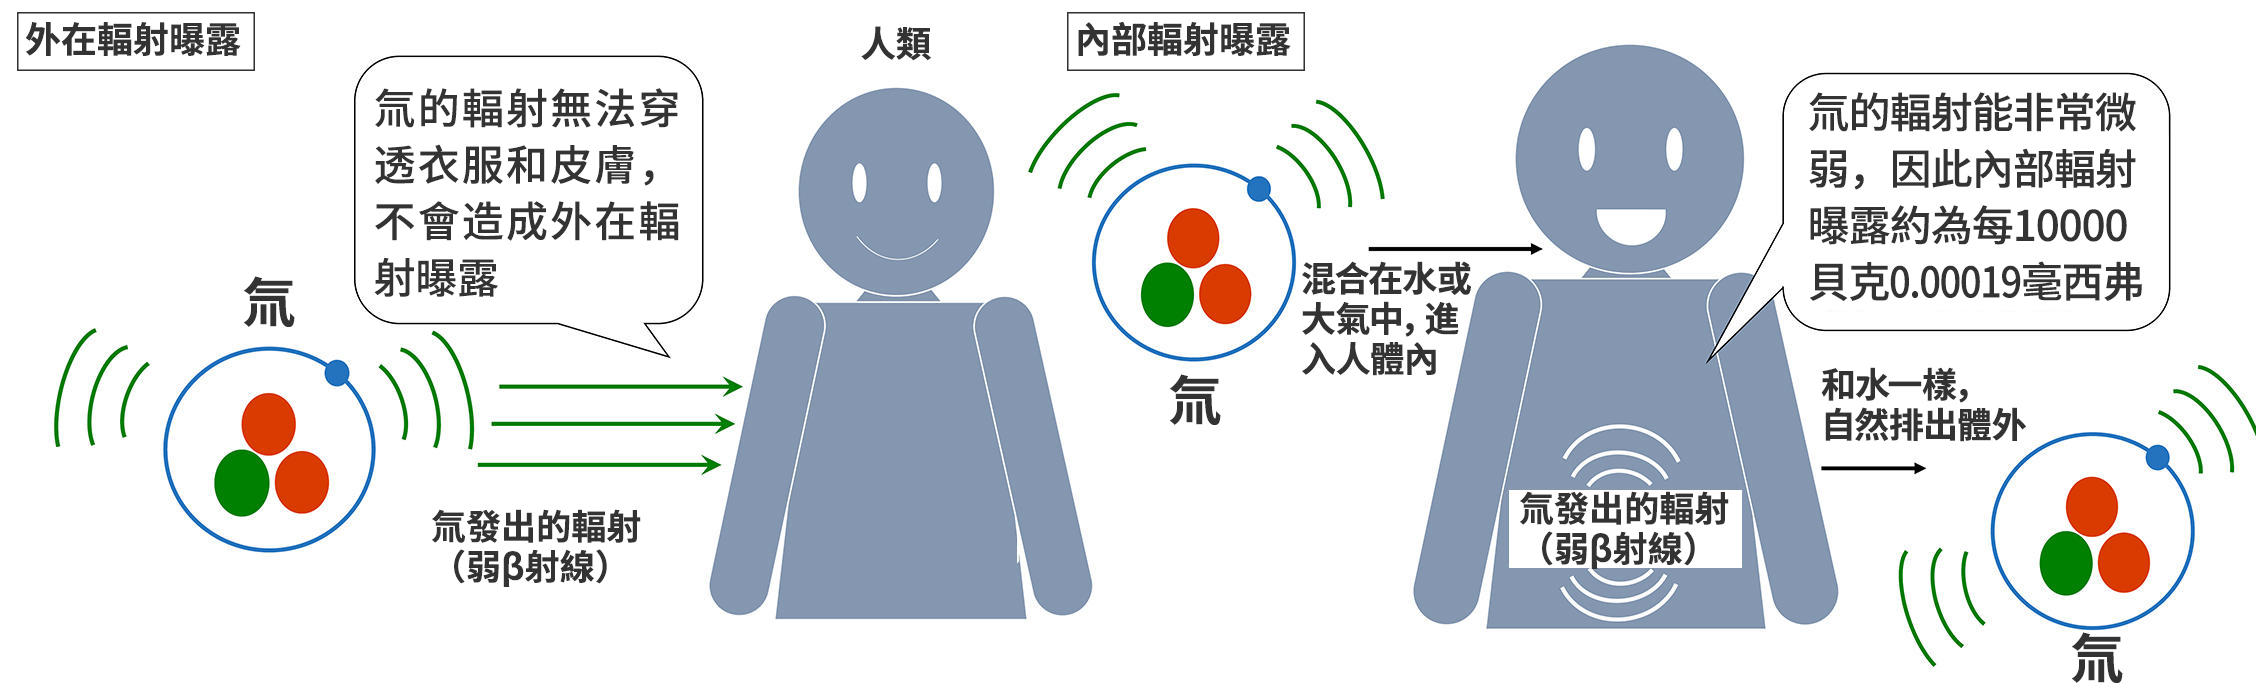 外在輻射曝露
氚的輻射無法穿
透衣服和皮膚，
不會造成外在輻
射曝露
氚
氚發出的輻射
（弱β射線）
人類
內部輻射曝露
氚
混合在水或
大氣中，進
入人體內
氚的輻射能非常微
弱，因此內部輻射
曝露約為每10000
貝克0.00019毫西弗
氚發出的輻射
（弱β射線）
和水一樣，
自然排出體外
氚